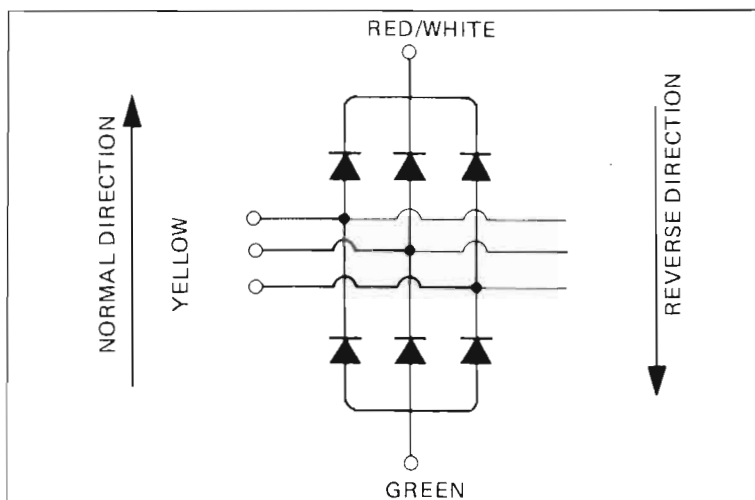 RED/WHITE
NORMAL DIRECTION
YELLOW
REVERSE DIRECTION
GREEN